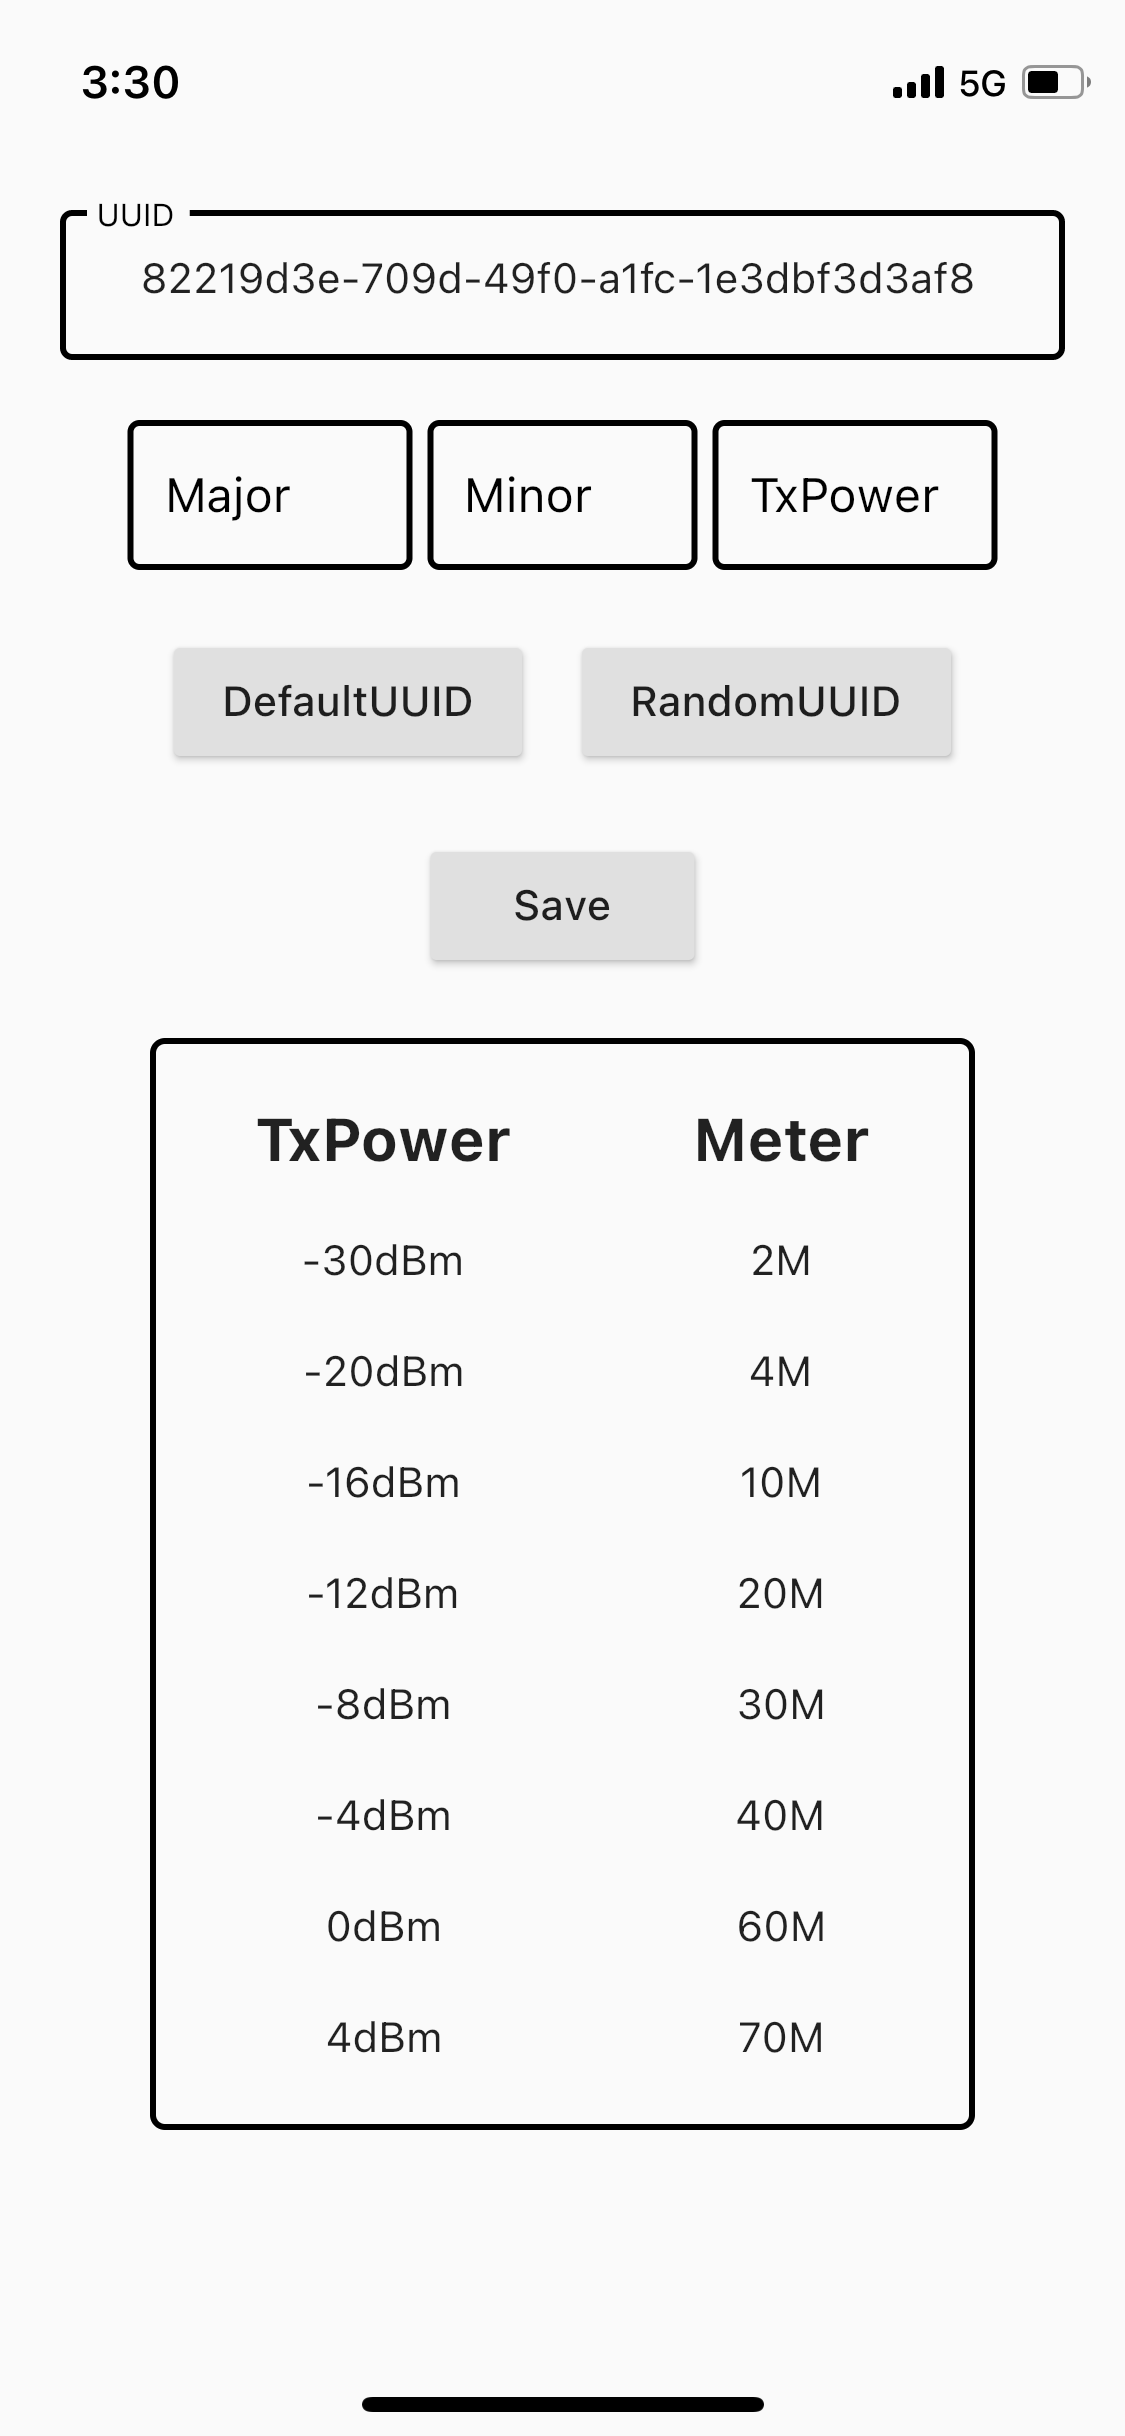 3:30 5G
UUID
82219d3e-709d-49f0-a1fc-1e3dbf3d3af8
Major Minor TxPower
DefaultUUID RandomUUID
Save
TxPower Meter
-30dBm 2M
-20dBm 4M
-16dBm 10M
-12dBm 20M
-8dBm 30M
-4dBm 40M
0dBm 60M
4dBm 70M